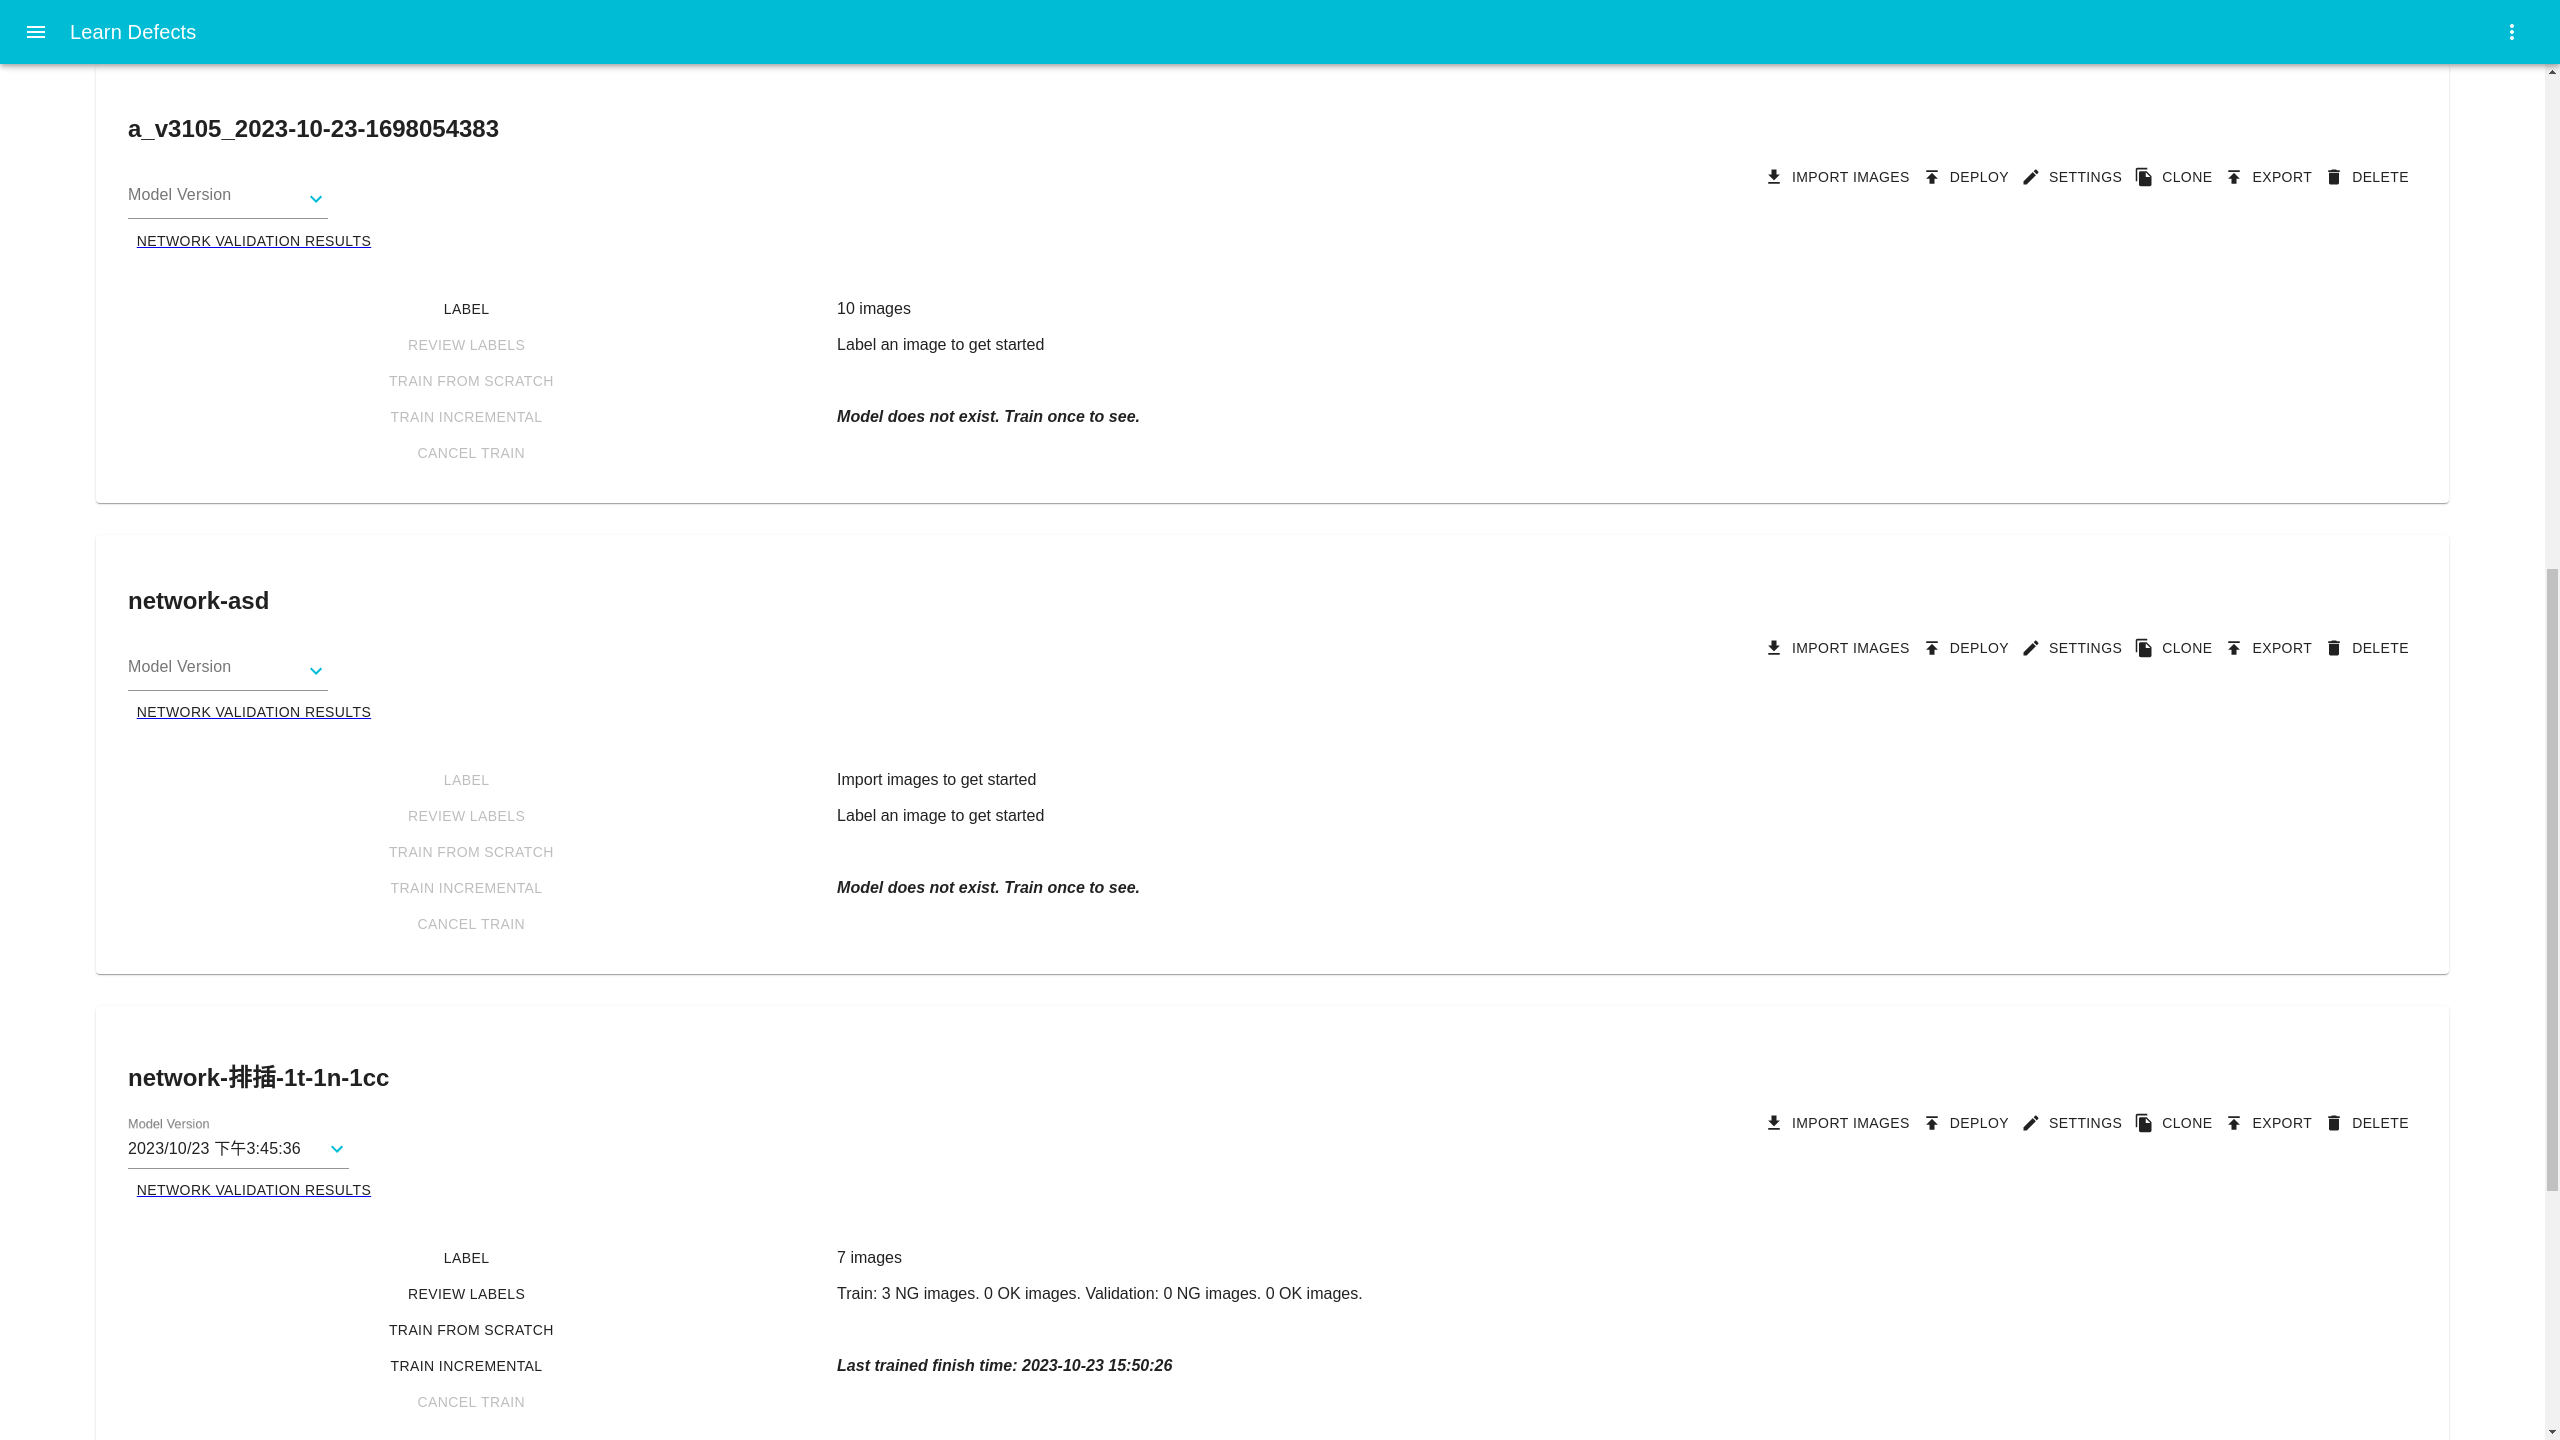 Learn Defects
a_v3105_2023-10-23-1698054383
IMPORT IMAGES DEPLOY SETTINGS CLONE EXPORT DELETE
Model Version
NETWORK VALIDATION RESULTS
LABEL 10 images
REVIEW LABELS Label an image to get started
TRAIN FROM SCRATCH
TRAIN INCREMENTAL Model does not exist. Train once to see.
CANCEL TRAIN
network-asd
IMPORT IMAGES DEPLOY SETTINGS CLONE EXPORT DELETE
Model Version
NETWORK VALIDATION RESULTS
LABEL Import images to get started
REVIEW LABELS Label an image to get started
TRAIN FROM SCRATCH
TRAIN INCREMENTAL Model does not exist. Train once to see.
CANCEL TRAIN
network-排插-1t-1n-1cc
Model Version IMPORT IMAGES DEPLOY SETTINGS CLONE EXPORT DELETE
2023/10/23 下午3:45:36
NETWORK VALIDATION RESULTS
LABEL 7 images
REVIEW LABELS Train: 3 NG images. 0 OK images. Validation: 0 NG images. 0 OK images.
TRAIN FROM SCRATCH
TRAIN INCREMENTAL Last trained finish time: 2023-10-23 15:50:26
CANCEL TRAIN